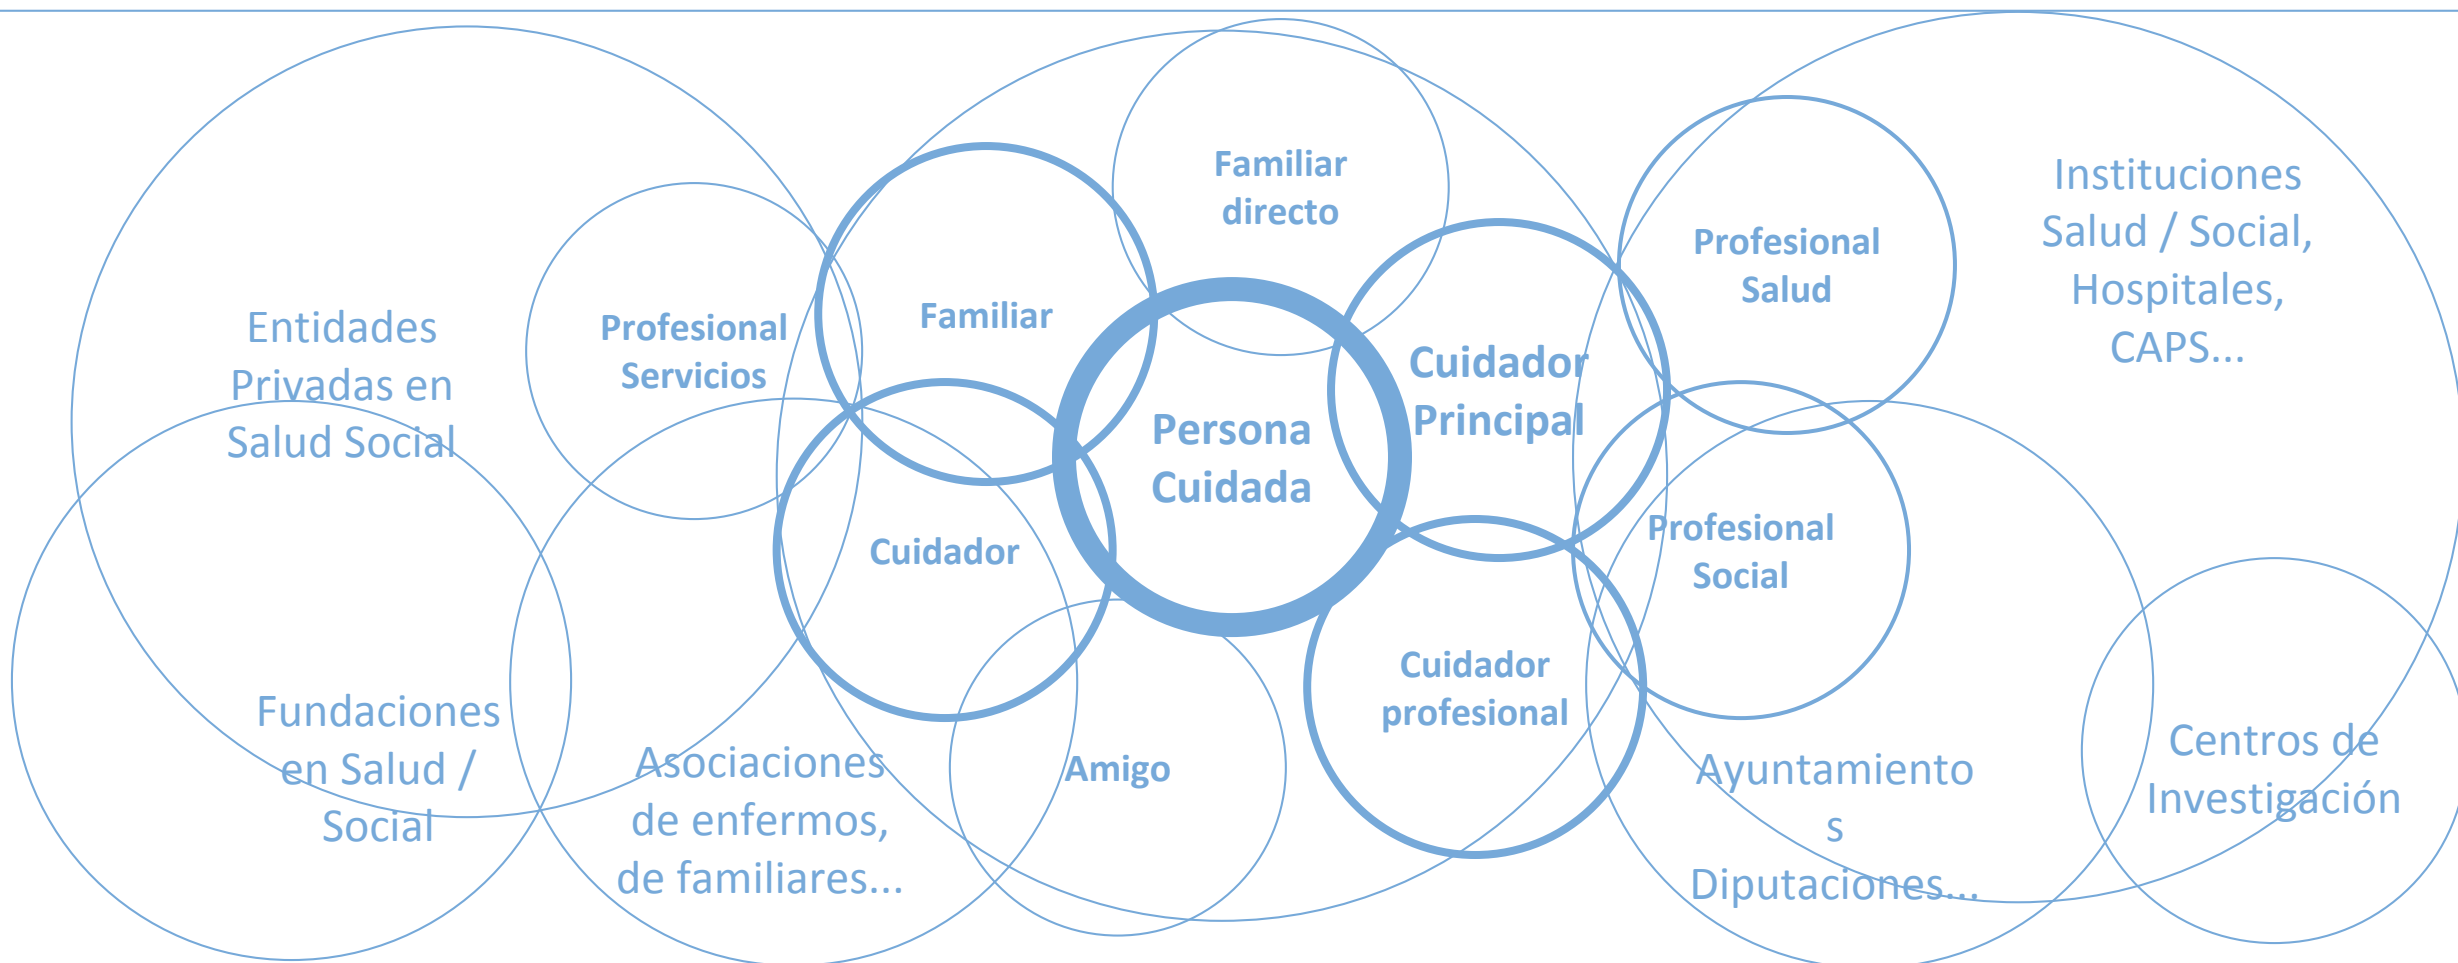 Entidades
Privadas en
Salud Social
Profesional
Servicios
Familiar
Familiar
directo
Persona
Cuidada
Cuidador
Principal
Profesional
Salud
Instituciones
Salud / Social,
Hospitales,
CAPS...
Cuidador
Profesional
Social
Cuidador
profesional
Fundaciones
en Salud /
Social
Asociaciones
de enfermos,
de familiares...
Amigo
Ayuntamiento
s
Diputaciones...
Centros de
Investigación